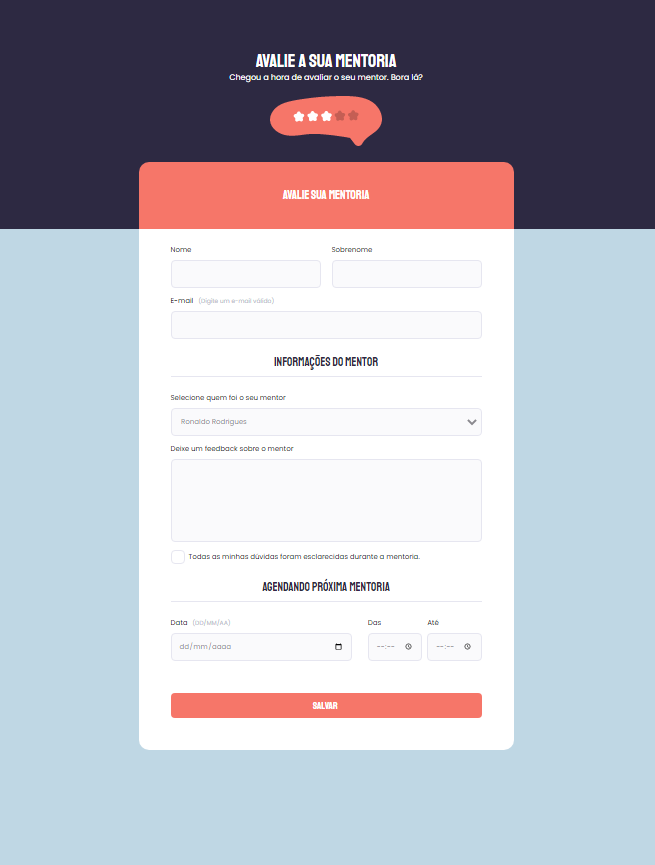 AVALIE A SUA MENTORIA
Chegou a hora de avaliar o seu mentor. Bora lá?
AVALIE SUA MENTORIA
Nome
Sobrenome
E-mail (Digite um e-mail válido)
INFORMAÇÕES DO MENTOR
Selecione quem foi o seu mentor
Ronaldo Rodrigues
Deixe um feedback sobre o mentor
Todas as minhas dúvidas foram esclarecidas durante a mentoria.
AGENDANDO PRÓXIMA MENTORIA
Data (DD/MM/AA)
Das
Até
dd/mm/aaaa
--:--
--:--
SALVAR